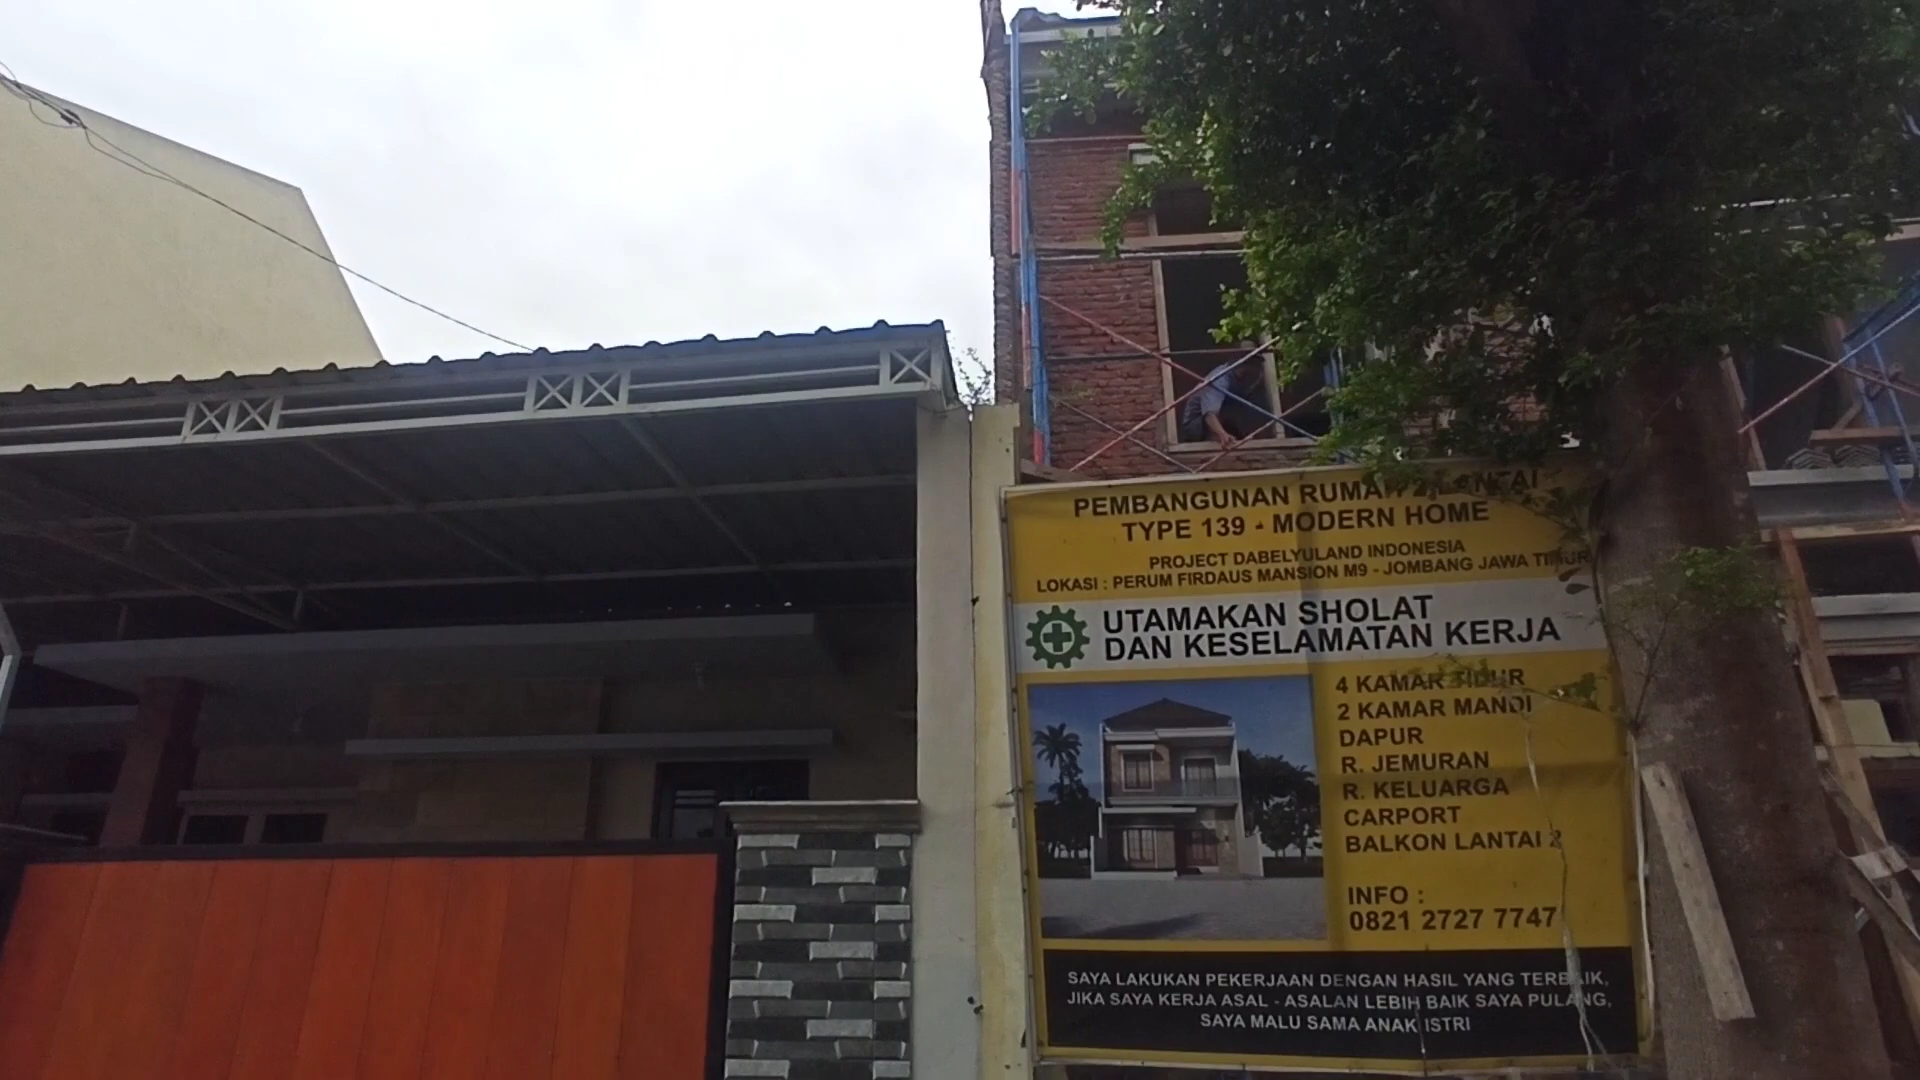 PEMBANGUNAN RUMAH 2 LANTAI
TYPE 139 - MODERN HOME
PROJECT DABELYULAND INDONESIA
LOKASI : PERUM FIRDAUS MANSION M9 - JOMBANG JAWA TIMUR
UTAMAKAN SHOLAT
DAN KESELAMATAN KERJA
4 KAMAR TIDUR
2 KAMAR MANDI
DAPUR
R. JEMURAN
R. KELUARGA
CARPORT
BALKON LANTAI 2
INFO :
0821 2727 7747
SAYA LAKUKAN PEKERJAAN DENGAN HASIL YANG TERBAIK,
JIKA SAYA KERJA ASAL - ASALAN LEBIH BAIK SAYA PULANG,
SAYA MALU SAMA ANAK ISTRI